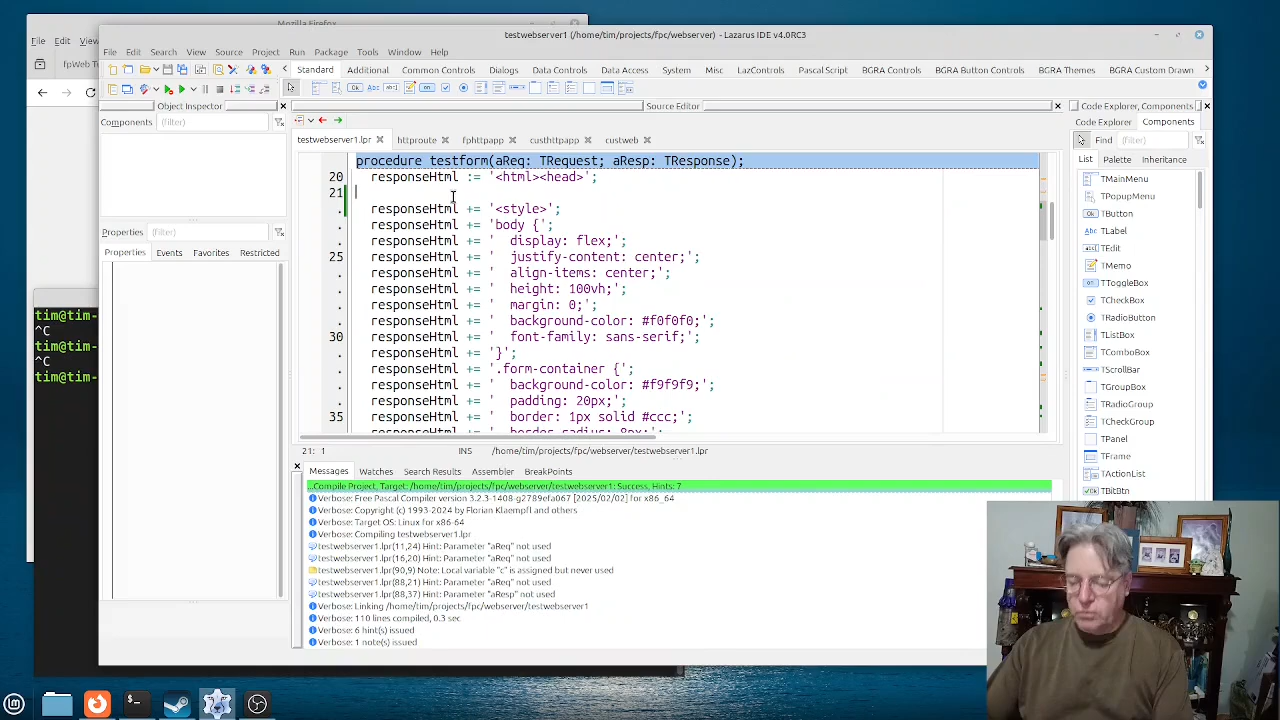 Mozilla Firefox
File Edit View
fpWeb T
testwebserver1 (/home/tim/projects/fpc/webserver) - Lazarus IDE v4.0RC3
File Edit Search View Source Project Run Package Tools Window Help
Standard Additional Common Controls Dialogs Data Controls Data Access System Misc LazControls Pascal Script BGRA Controls BGRA Button Controls BGRA Themes BGRA Custom Drawn
Object Inspector
Source Editor
Code Explorer, Components
Components (filter)
testwebserver1.lpr httproute fphttpapp custhttpapp custweb
Code Explorer Components
Find (filter)
List Palette Inheritance
procedure testform(aReq: TRequest; aResp: TResponse);
20 responseHtml := '<html><head>';
21
. responseHtml += '<style>';
. responseHtml += 'body {';
. responseHtml += '  display: flex;';
25 responseHtml += '  justify-content: center;';
. responseHtml += '  align-items: center;';
. responseHtml += '  height: 100vh;';
. responseHtml += '  margin: 0;';
. responseHtml += '  background-color: #f0f0f0;';
30 responseHtml += '  font-family: sans-serif;';
. responseHtml += '}';
. responseHtml += '.form-container {';
. responseHtml += '  background-color: #f9f9f9;';
. responseHtml += '  padding: 20px;';
35 responseHtml += '  border: 1px solid #ccc;';
. responseHtml += '  border-radius: 8px;';
Properties (filter)
Properties Events Favorites Restricted
TMainMenu
TPopupMenu
TButton
TLabel
TEdit
TMemo
TToggleBox
TCheckBox
TRadioButton
TListBox
TComboBox
TScrollBar
TGroupBox
TRadioGroup
TCheckGroup
TPanel
TFrame
TActionList
TBitBtn
tim@tim-
^C
tim@tim-
^C
tim@tim-
21: 1 INS /home/tim/projects/fpc/webserver/testwebserver1.lpr
Messages Watches Search Results Assembler BreakPoints
...Compile Project, Target: /home/tim/projects/fpc/webserver/testwebserver1: Success, Hints: 7
Verbose: Free Pascal Compiler version 3.2.3-1408-g2789efa067 [2025/02/02] for x86_64
Verbose: Copyright (c) 1993-2024 by Florian Klaempfl and others
Verbose: Target OS: Linux for x86-64
Verbose: Compiling testwebserver1.lpr
testwebserver1.lpr(11,24) Hint: Parameter "aReq" not used
testwebserver1.lpr(16,20) Hint: Parameter "aReq" not used
testwebserver1.lpr(90,9) Note: Local variable "c" is assigned but never used
testwebserver1.lpr(88,21) Hint: Parameter "aReq" not used
testwebserver1.lpr(88,37) Hint: Parameter "aResp" not used
Verbose: Linking /home/tim/projects/fpc/webserver/testwebserver1
Verbose: 110 lines compiled, 0.3 sec
Verbose: 6 hint(s) issued
Verbose: 1 note(s) issued